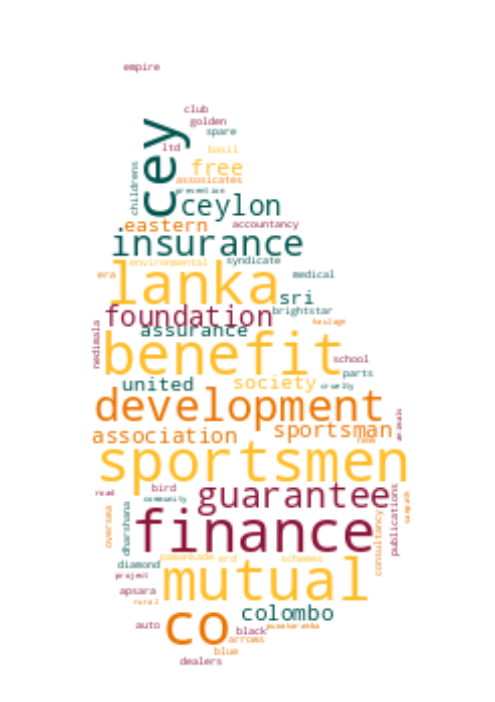 empire
club
golden
spare
cey
ltd
basil
free
childrens
assosicates
prevention
ceylon
eastern
accountancy
insurance
environmental
syndicate
era
lanka
medical
sri
foundation
brightstar
haulage
assurance
nedimala
benefit
school
parts
united
society
cruelty
development
animals
association
sportsman
new
sportsmen
road
bird
community
guarantee
publications
oversea
dharshana
finance
consultancy
pamankade
erd
schemes
diamond
project
mutual
apsara
rural
co
colombo
auto
black
arrows
blue
dealers